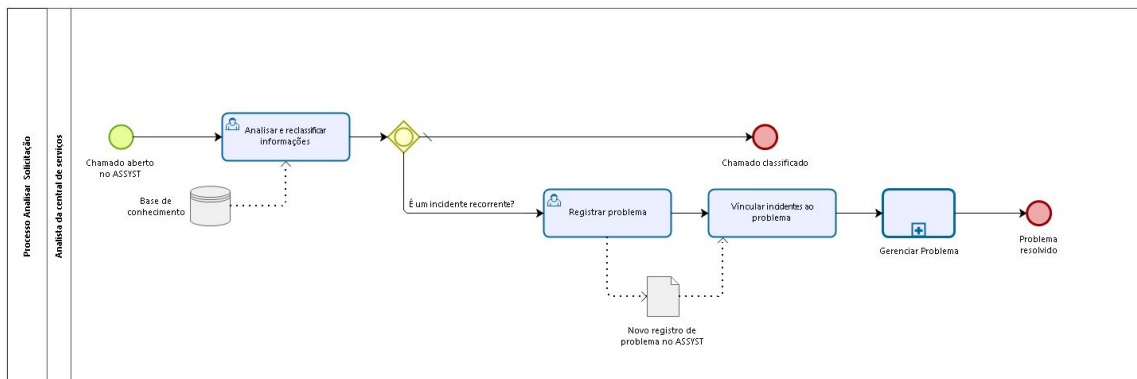 Processo Analisar Solicitação
Analista da central de serviços
Chamado aberto
no ASSYST
Analisar e reclassificar
informações
Base de
conhecimento
Chamado classificado
É um incidente recorrente?
Registrar problema
Víncular incidentes ao
problema
Gerenciar Problema
Problema
resolvido
Novo registro de
problema no ASSYST